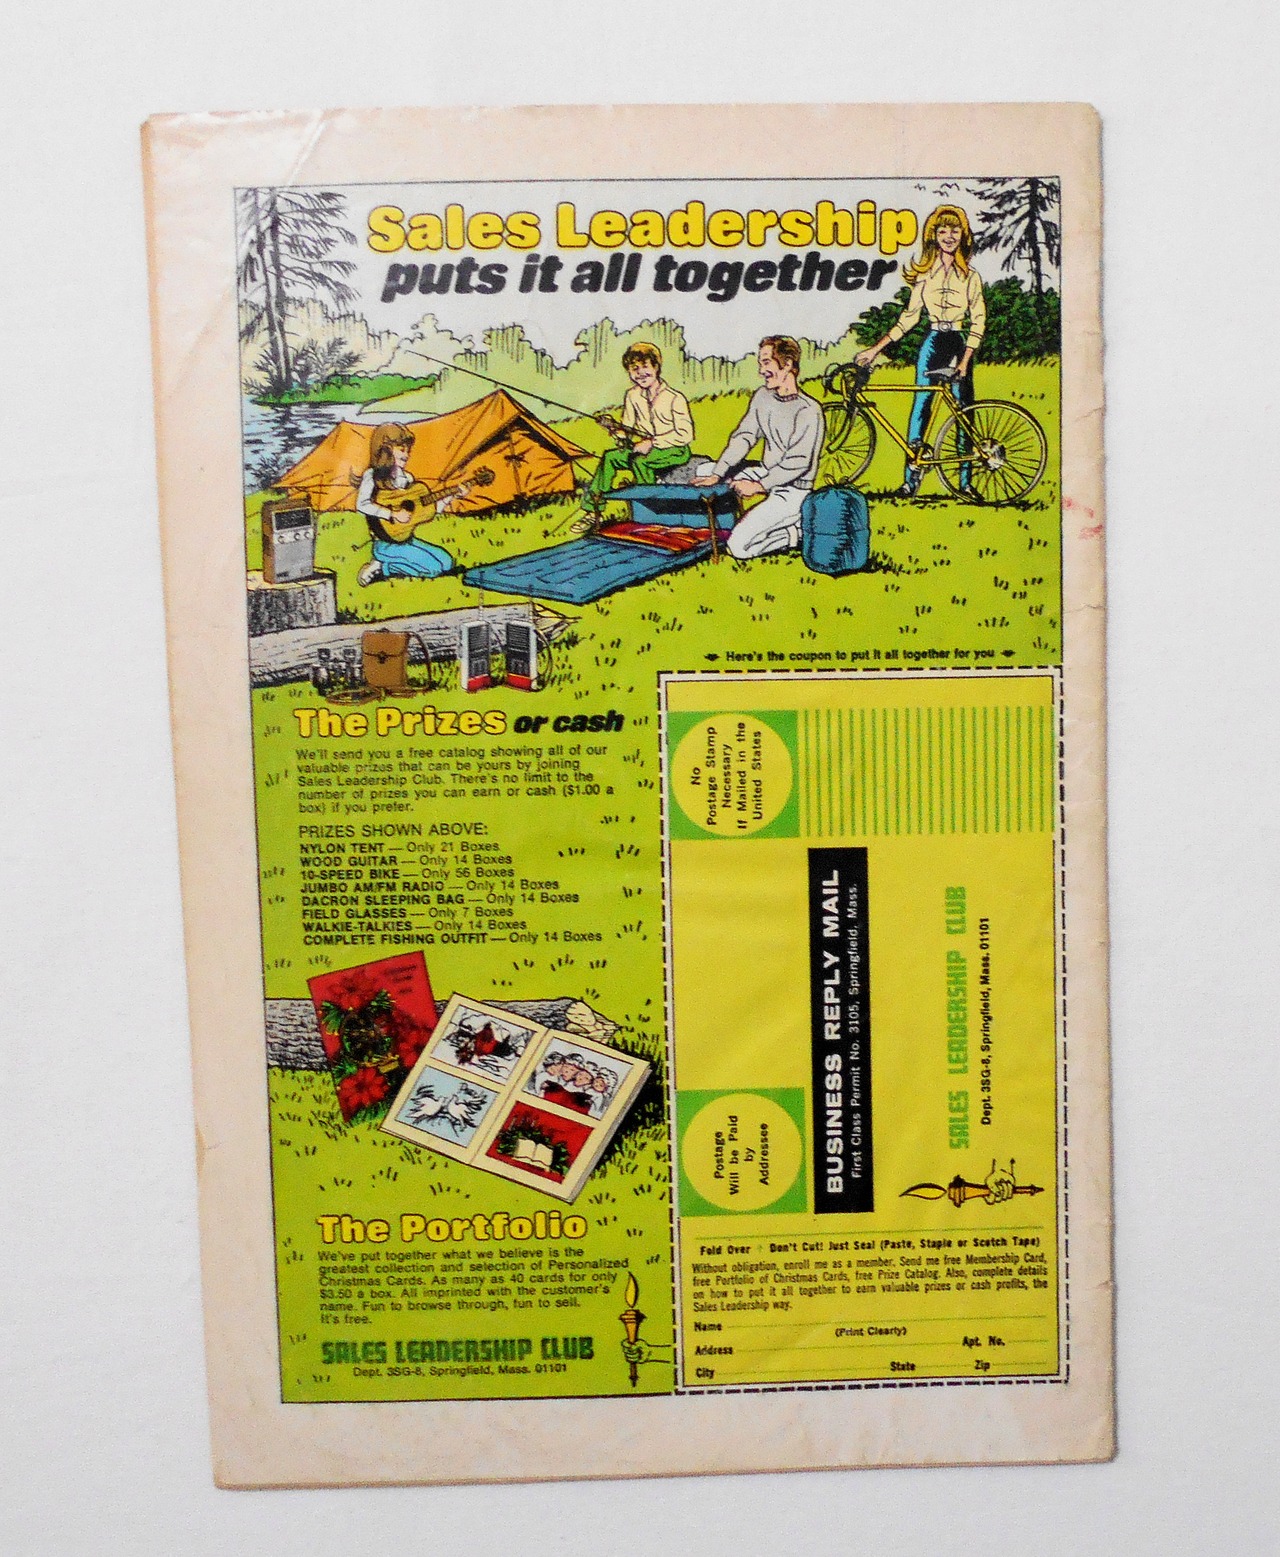 Sales Leadership
puts it all together
Here's the coupon to put it all together for you
The Prizes or cash
We'll send you a free catalog showing all of our
valuable prizes that can be yours by joining
Sales Leadership Club. There's no limit to the
number of prizes you can earn or cash ($1.00 a
box) if you prefer.
PRIZES SHOWN ABOVE:
NYLON TENT — Only 21 Boxes
WOOD GUITAR — Only 14 Boxes
10-SPEED BIKE — Only 56 Boxes
JUMBO AM/FM RADIO — Only 14 Boxes
DACRON SLEEPING BAG — Only 14 Boxes
FIELD GLASSES — Only 7 Boxes
WALKIE-TALKIES — Only 14 Boxes
COMPLETE FISHING OUTFIT — Only 14 Boxes
The Portfolio
We've put together what we believe is the
greatest collection and selection of Personalized
Christmas Cards. As many as 40 cards for only
$3.50 a box. All imprinted with the customer's
name. Fun to browse through, fun to sell.
It's free.
SALES LEADERSHIP CLUB
Dept. 3SG-8, Springfield, Mass. 01101
No
Postage Stamp
Necessary
If Mailed in the
United States
BUSINESS REPLY MAIL
First Class Permit No. 3105, Springfield, Mass.
Postage
Will be Paid
by
Addressee
SALES LEADERSHIP CLUB
Dept. 3SG-8, Springfield, Mass. 01101
Fold Over Don't Cut! Just Seal (Paste, Staple or Scotch Tape)
Without obligation, enroll me as a member. Send me free Membership Card,
free Portfolio of Christmas Cards, free Prize Catalog. Also, complete details
on how to put it all together to earn valuable prizes or cash profits, the
Sales Leadership way.
Name
(Print Clearly)
Address Apt. No.
City State Zip